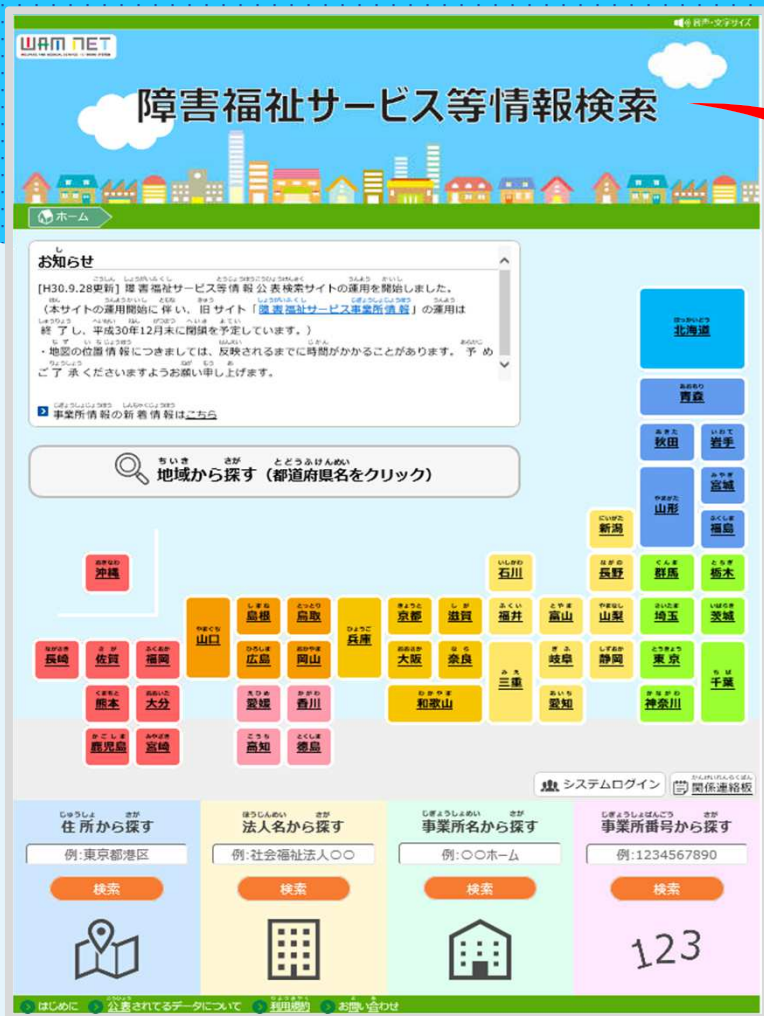 音声・文字サイズ
WAM NET
障害福祉サービス等情報検索
ホーム
お知らせ
[H30.9.28更新] 障害福祉サービス等情報公表検索サイトの運用を開始しました。
(本サイトの運用開始に伴い、旧サイト「障害福祉サービス事業所情報」の運用は
終了し、平成30年12月末に閉鎖を予定しています。)
・地図の位置情報につきましては、反映されるまでに時間がかかることがあります。予め
ご了承くださいますようお願い申し上げます。
事業所情報の新着情報はこちら
地域から探す(都道府県名をクリック)
北海道
青森
秋田 岩手
山形 宮城
新潟 福島
沖縄 石川 長野 群馬 栃木
山口 島根 鳥取 兵庫 京都 滋賀 福井 富山 山梨 埼玉 茨城
長崎 佐賀 福岡 広島 岡山 大阪 奈良 三重 岐阜 静岡 東京 千葉
熊本 大分 愛媛 香川 和歌山 愛知 神奈川
鹿児島 宮崎 高知 徳島
システムログイン 関係連絡板
住所から探す 法人名から探す 事業所名から探す 事業所番号から探す
例:東京都港区 例:社会福祉法人○○ 例:○○ホーム 例:1234567890
検索 検索 検索 検索
123
はじめに 公表されてるデータについて 利用規約 お問い合わせ